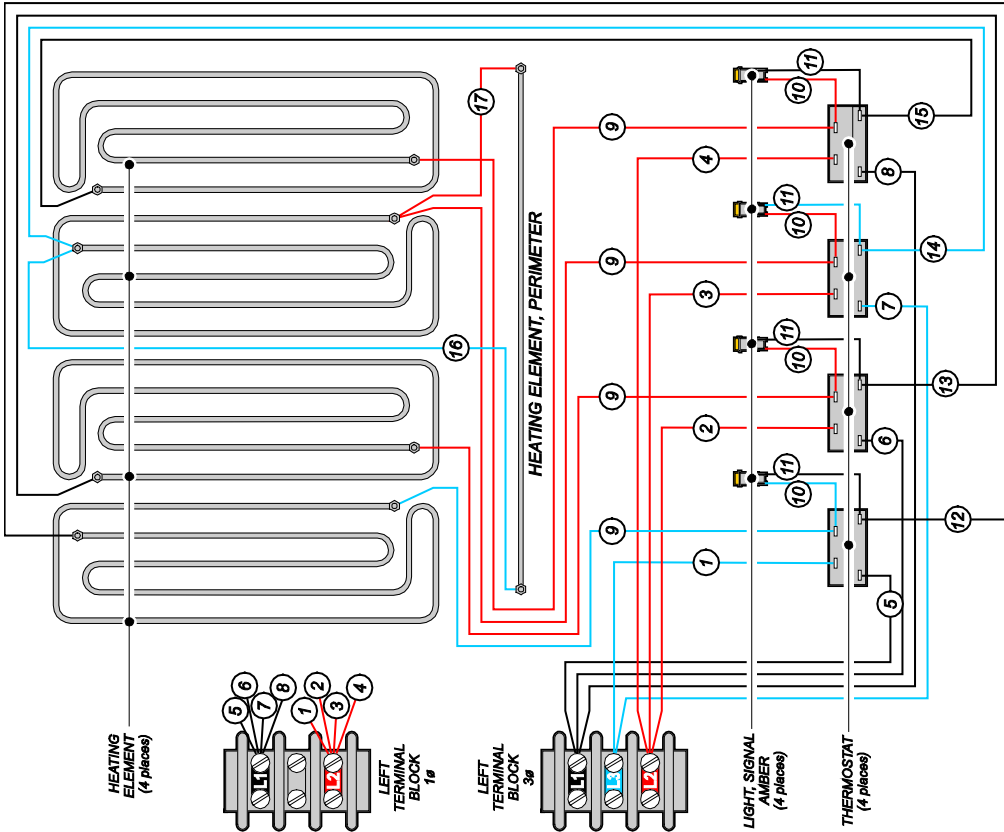 17
11
10
15
9
4
8
11
10
14
9
3
7
16
HEATING ELEMENT, PERIMETER
11
10
13
9
2
6
11
10
12
9
1
5
HEATING
ELEMENT
(4 places)
5
6
7
8
1
2
3
4
L1
L2
LEFT
TERMINAL
BLOCK
1ø
L1
L3
L2
LEFT
TERMINAL
BLOCK
3ø
LIGHT, SIGNAL
AMBER
(4 places)
THERMOSTAT
(4 places)